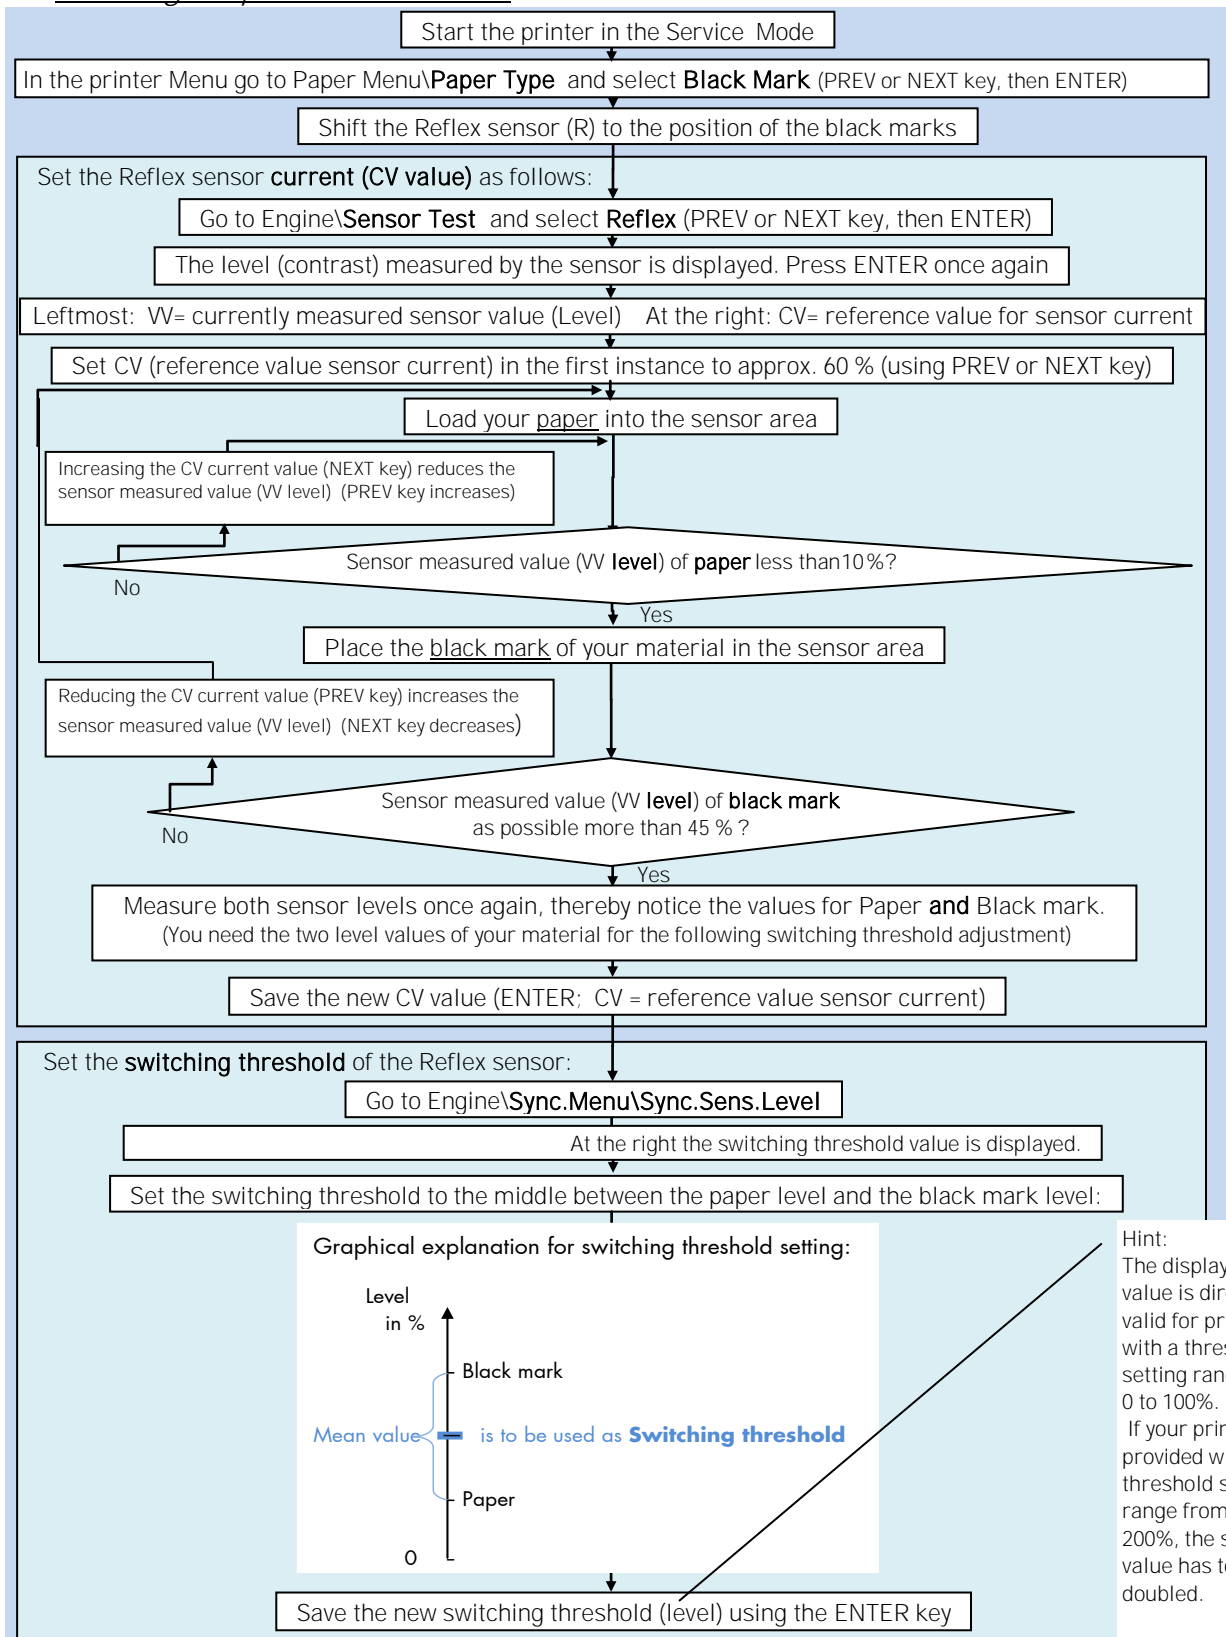 Start the printer in the Service Mode
In the printer Menu go to Paper Menu\Paper Type and select Black Mark (PREV or NEXT key, then ENTER)
Shift the Reflex sensor (R) to the position of the black marks
Set the Reflex sensor current (CV value) as follows:
Go to Engine\Sensor Test and select Reflex (PREV or NEXT key, then ENTER)
The level (contrast) measured by the sensor is displayed. Press ENTER once again
Leftmost: VV= currently measured sensor value (Level) At the right: CV= reference value for sensor current
Set CV (reference value sensor current) in the first instance to approx. 60 % (using PREV or NEXT key)
Load your paper into the sensor area
Increasing the CV current value (NEXT key) reduces the
sensor measured value (VV level) (PREV key increases)
Sensor measured value (VV level) of paper less than10%?
No
Yes
Place the black mark of your material in the sensor area
Reducing the CV current value (PREV key) increases the
sensor measured value (VV level) (NEXT key decreases)
Sensor measured value (VV level) of black mark
as possible more than 45 % ?
No
Yes
Measure both sensor levels once again, thereby notice the values for Paper and Black mark.
(You need the two level values of your material for the following switching threshold adjustment)
Save the new CV value (ENTER; CV = reference value sensor current)
Set the switching threshold of the Reflex sensor:
Go to Engine\Sync.Menu\Sync.Sens.Level
At the right the switching threshold value is displayed.
Set the switching threshold to the middle between the paper level and the black mark level:
Graphical explanation for switching threshold setting:
Level
in %
Black mark
Mean value is to be used as Switching threshold
Paper
0
Save the new switching threshold (level) using the ENTER key
Hint:
The display
value is
valid for
with a
setting
0 to 100%.
If your
provided
threshold
range from
200%, the
value has
doubled.